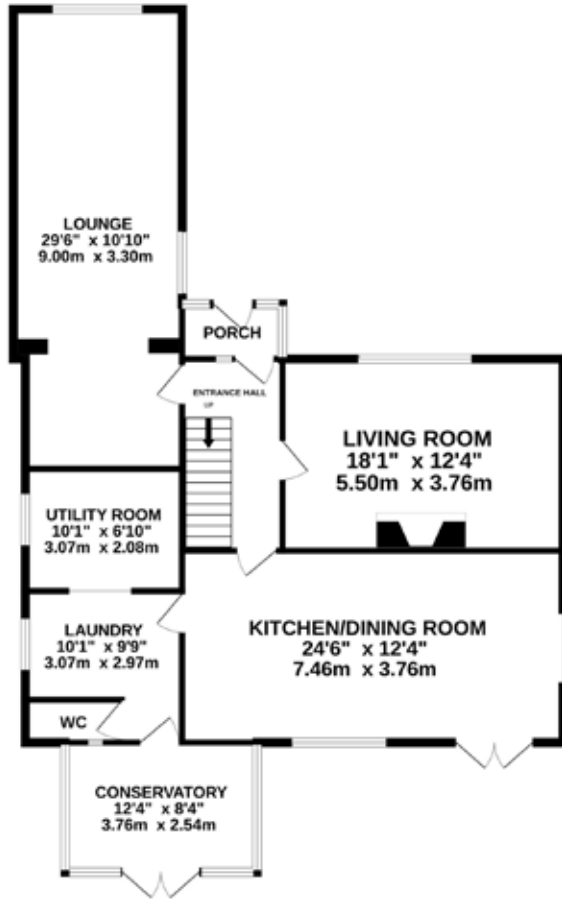 LOUNGE
29'6" x 10'10"
9.00m x 3.30m
PORCH
ENTRANCE HALL
UP
LIVING ROOM
18'1" x 12'4"
5.50m x 3.76m
UTILITY ROOM
10'1" x 6'10"
3.07m x 2.08m
LAUNDRY
10'1" x 9'9"
3.07m x 2.97m
KITCHEN/DINING ROOM
24'6" x 12'4"
7.46m x 3.76m
WC
CONSERVATORY
12'4" x 8'4"
3.76m x 2.54m